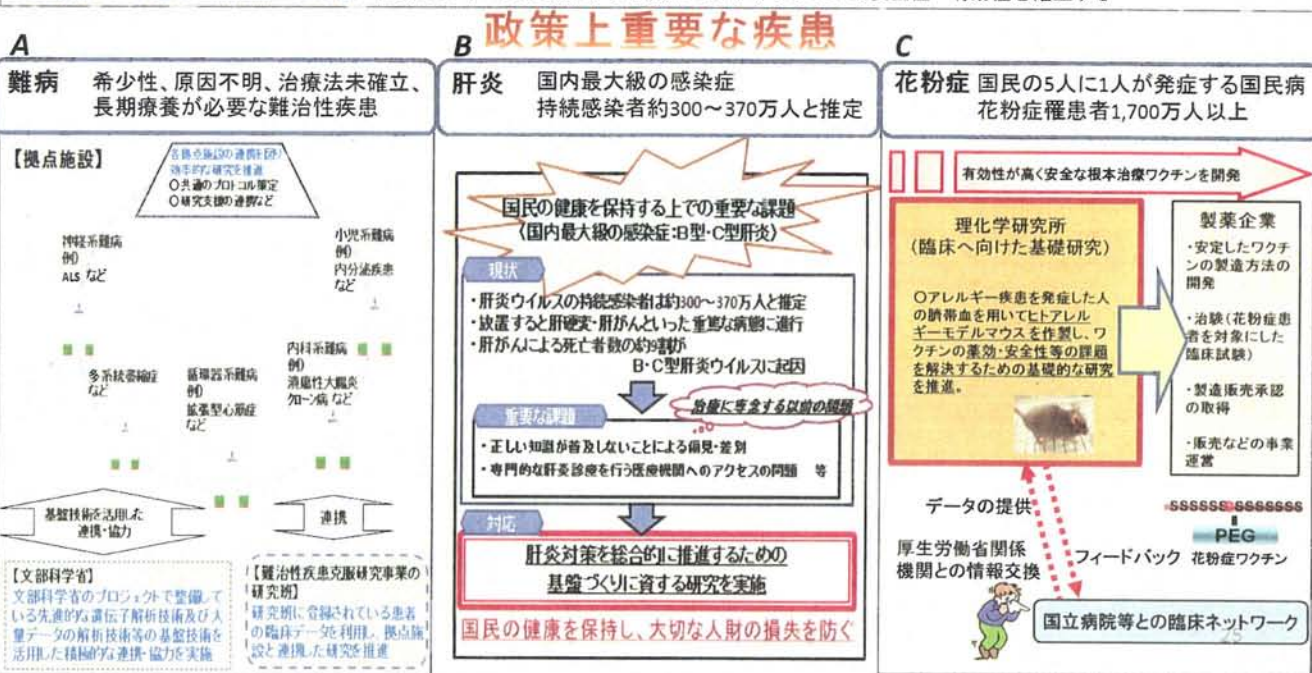 政策上重要な疾患
A
難病 希少性、原因不明、治療法未確立、
長期療養が必要な難治性疾患
【拠点施設】
各拠点施設の連携を図り
効率的な研究を推進
○共通のプロトコル策定
○研究支援の連携など
神経系難病
例)
ALS など
小児系難病
例)
内分泌疾患
など
多系統萎縮症
など
循環器系難病
例)
拡張型心筋症
など
内科系難病
例)
潰瘍性大腸炎
クローン病 など
基盤技術を活用した
連携・協力
連携
【文部科学省】
文部科学省のプロジェクトで整備して
いる先進的な遺伝子解析技術及び大
量データの解析技術等の基盤技術を
活用した積極的な連携・協力を実施
【難治性疾患克服研究事業の
研究班】
研究班に登録されている患者
の臨床データを利用し、拠点施
設と連携した研究を推進
B
肝炎 国内最大級の感染症
持続感染者約300～370万人と推定
国民の健康を保持する上での重要な課題
〈国内最大級の感染症:B型・C型肝炎〉
現状
・肝炎ウイルスの持続感染者は約300～370万人と推定
・放置すると肝硬変・肝がんといった重篤な病態に進行
・肝がんによる死亡者数の約9割が
B・C型肝炎ウイルスに起因
治療に専念する以前の問題
重要な課題
・正しい知識が普及しないことによる偏見・差別
・専門的な肝炎診療を行う医療機関へのアクセスの問題 等
対応
肝炎対策を総合的に推進するための
基盤づくりに資する研究を実施
国民の健康を保持し、大切な人財の損失を防ぐ
C
花粉症 国民の5人に1人が発症する国民病
花粉症罹患者1,700万人以上
有効性が高く安全な根本治療ワクチンを開発
理化学研究所
(臨床へ向けた基礎研究)
○アレルギー疾患を発症した人
の臍帯血を用いてヒトアレル
ギーモデルマウスを作製し、ワ
クチンの薬効・安全性等の課題
を解決するための基礎的な研究
を推進。
製薬企業
・安定したワクチ
ンの製造方法の
開発
・治験(花粉症患
者を対象にした
臨床試験)
・製造販売承認
の取得
・販売などの事業
運営
データの提供
厚生労働省関係
機関との情報交換
フィードバック
PEG
花粉症ワクチン
国立病院等との臨床ネットワーク
25